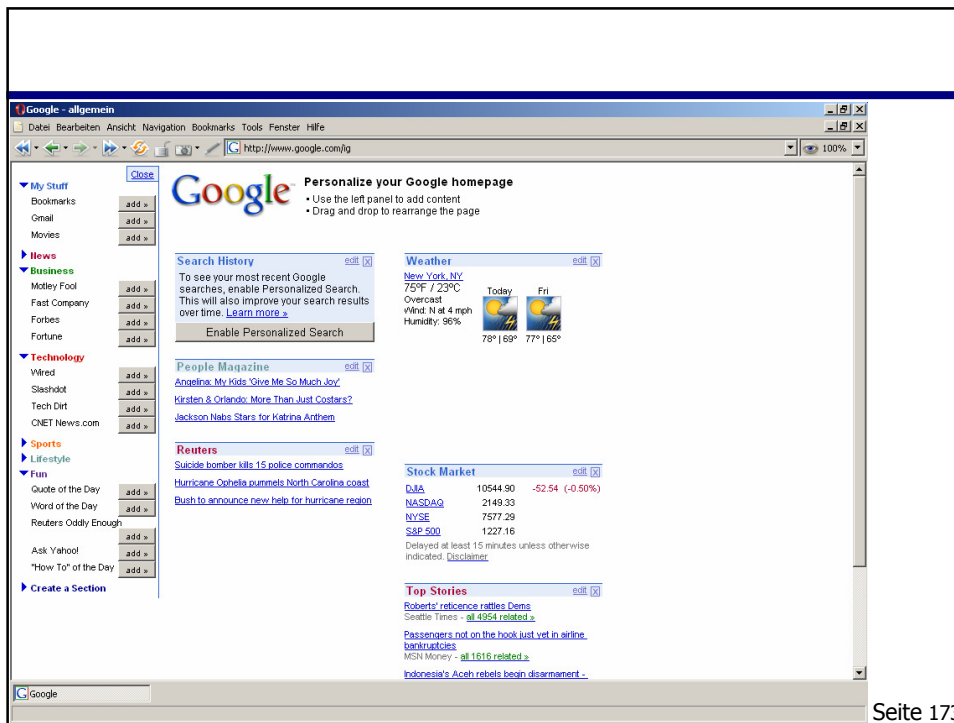 Google - allgemein
Datei Bearbeiten Ansicht Navigation Bookmarks Tools Fenster Hilfe
http://www.google.com/ig
100%
Close
My Stuff
Bookmarks add »
Gmail add »
Movies add »
News
Business
Motley Fool add »
Fast Company add »
Forbes add »
Fortune add »
Technology
Wired add »
Slashdot add »
Tech Dirt add »
CNET News.com add »
Sports
Lifestyle
Fun
Quote of the Day add »
Word of the Day add »
Reuters Oddly Enough
add »
Ask Yahoo! add »
"How To" of the Day add »
Create a Section
Google™
Personalize your Google homepage
• Use the left panel to add content
• Drag and drop to rearrange the page
Search History edit
To see your most recent Google
searches, enable Personalized Search.
This will also improve your search results
over time. Learn more »
Enable Personalized Search
People Magazine edit
Angelina: My Kids 'Give Me So Much Joy'
Kirsten & Orlando: More Than Just Costars?
Jackson Nabs Stars for Katrina Anthem
Reuters edit
Suicide bomber kills 15 police commandos
Hurricane Ophelia pummels North Carolina coast
Bush to announce new help for hurricane region
Weather edit
New York, NY
75°F / 23°C
Overcast
Wind: N at 4 mph
Humidity: 96%
Today Fri
78° | 69° 77° | 65°
Stock Market edit
DJIA 10544.90 -52.54 (-0.50%)
NASDAQ 2149.33
NYSE 7577.29
S&P 500 1227.16
Delayed at least 15 minutes unless otherwise
indicated. Disclaimer
Top Stories edit
Roberts' reticence rattles Dems
Seattle Times - all 4954 related »
Passengers not on the hook just yet in airline
bankruptcies
MSN Money - all 1616 related »
Indonesia's Aceh rebels begin disarmament -
Google
Seite 173